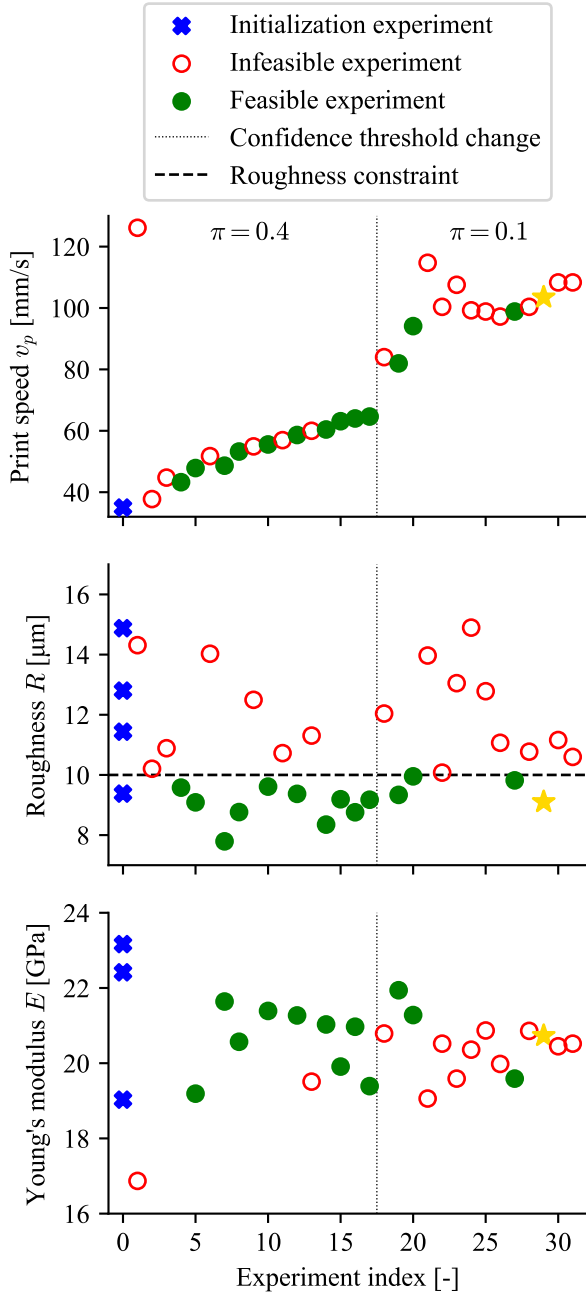 Initialization experiment
Infeasible experiment
Feasible experiment
Confidence threshold change
Roughness constraint
π = 0.4
π = 0.1
Print speed vₚ [mm/s]
120
100
80
60
40
Roughness R [μm]
16
14
12
10
8
Young's modulus E [GPa]
24
22
20
18
16
0 5 10 15 20 25 30
Experiment index [-]